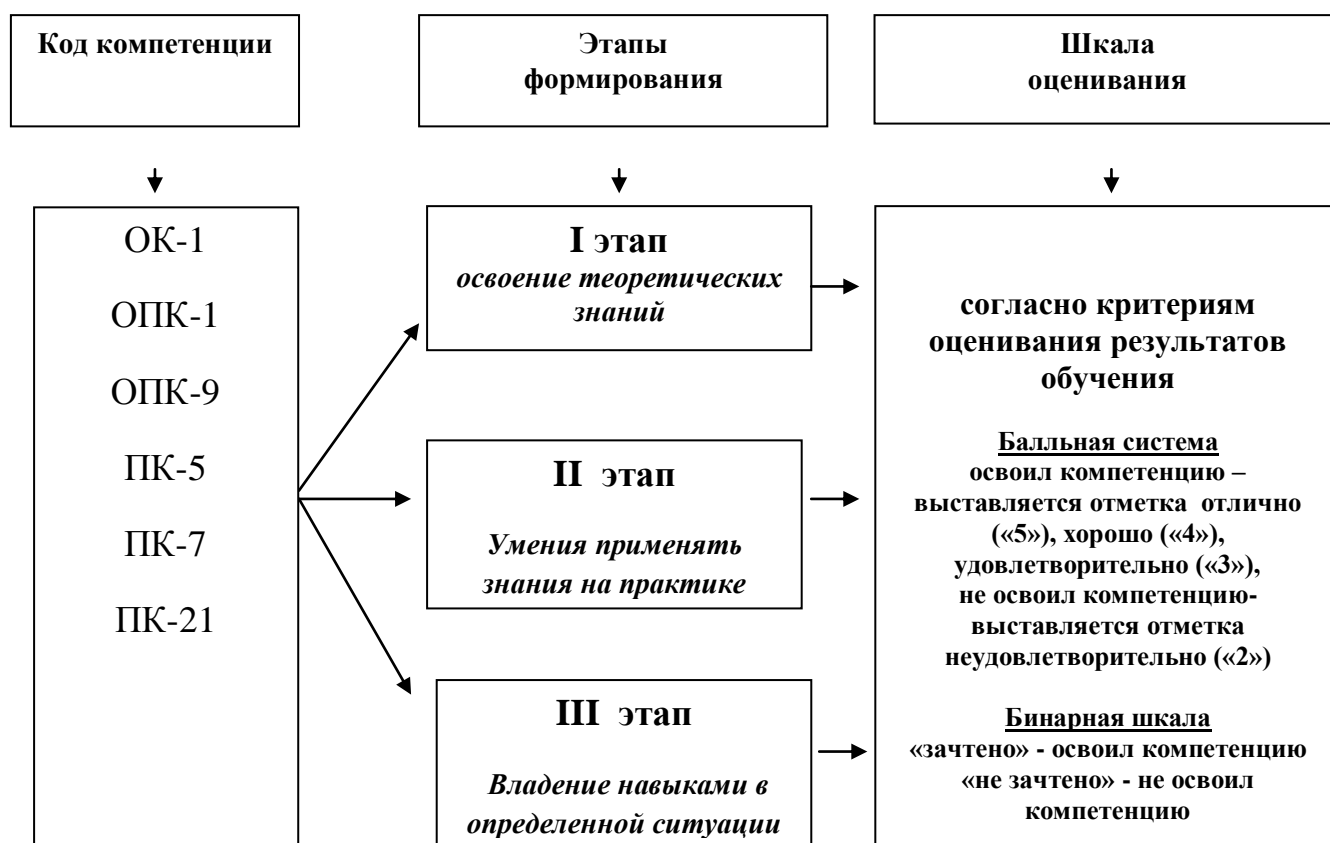 Код компетенции
Этапы
формирования
Шкала
оценивания
ОК-1
ОПК-1
ОПК-9
ПК-5
ПК-7
ПК-21
I этап
освоение теоретических
знаний
II этап
Умения применять
знания на практике
III этап
Владение навыками в
определенной ситуации
согласно критериям
оценивания результатов
обучения
Балльная система
освоил компетенцию –
выставляется отметка отлично
(«5»), хорошо («4»),
удовлетворительно («3»),
не освоил компетенцию-
выставляется отметка
неудовлетворительно («2»)
Бинарная шкала
«зачтено» - освоил компетенцию
«не зачтено» - не освоил
компетенцию